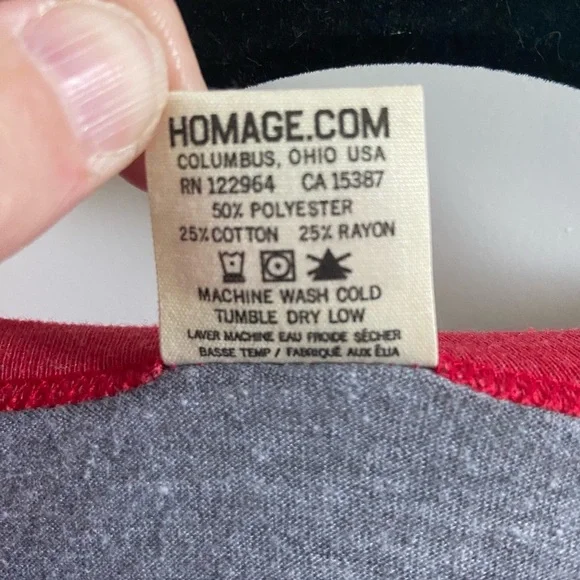 HOMAGE.COM
COLUMBUS, OHIO USA
RN 122964 CA 15387
50% POLYESTER
25% COTTON 25% RAYON
MACHINE WASH COLD
TUMBLE DRY LOW
LAVER MACHINE EAU FROIDE SÉCHER
BASSE TEMP / FABRIQUÉ AUX ÉUA